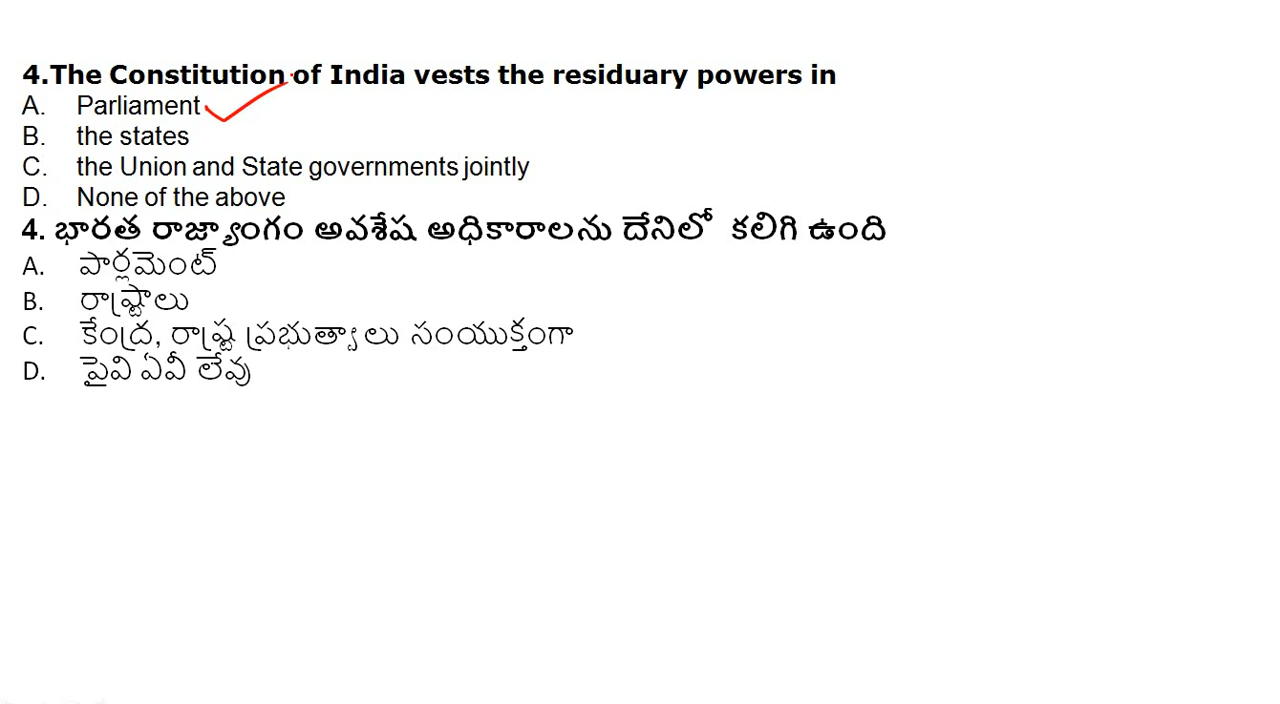 4.The Constitution of India vests the residuary powers in
A. Parliament
B. the states
C. the Union and State governments jointly
D. None of the above
4. భారత రాజ్యాంగం అవశేష అధికారాలను దేనిలో కలిగి ఉంది
A. పార్లమెంట్
B. రాష్ట్రాలు
C. కేంద్ర, రాష్ట్ర ప్రభుత్వాలు సంయుక్తంగా
D. పైవి ఏవీ లేవు